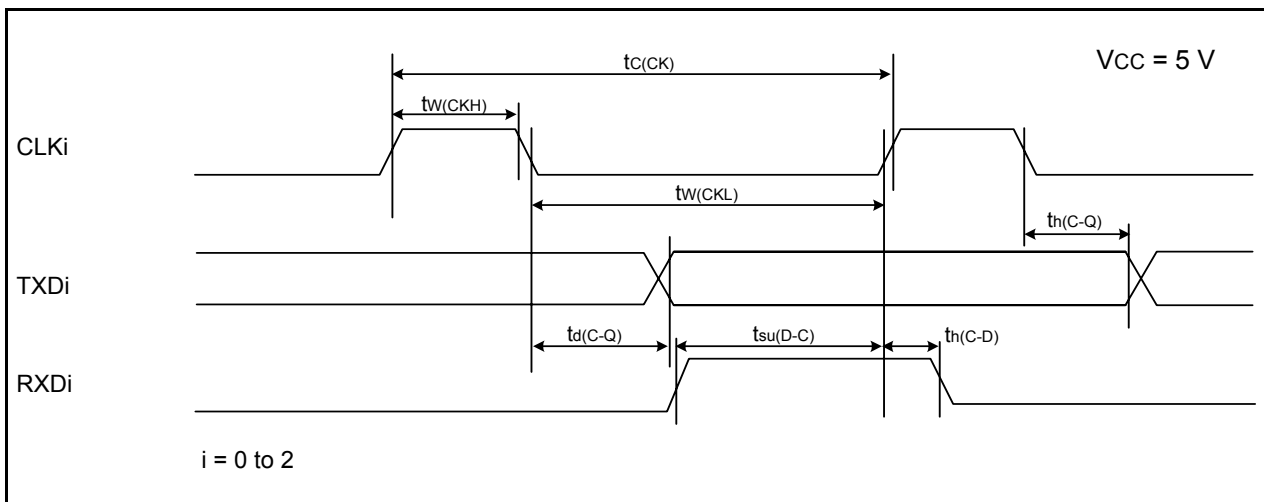 tC(CK)
VCC = 5 V
tW(CKH)
CLKi
tW(CKL)
th(C-Q)
TXDi
td(C-Q)
tsu(D-C)
th(C-D)
RXDi
i = 0 to 2